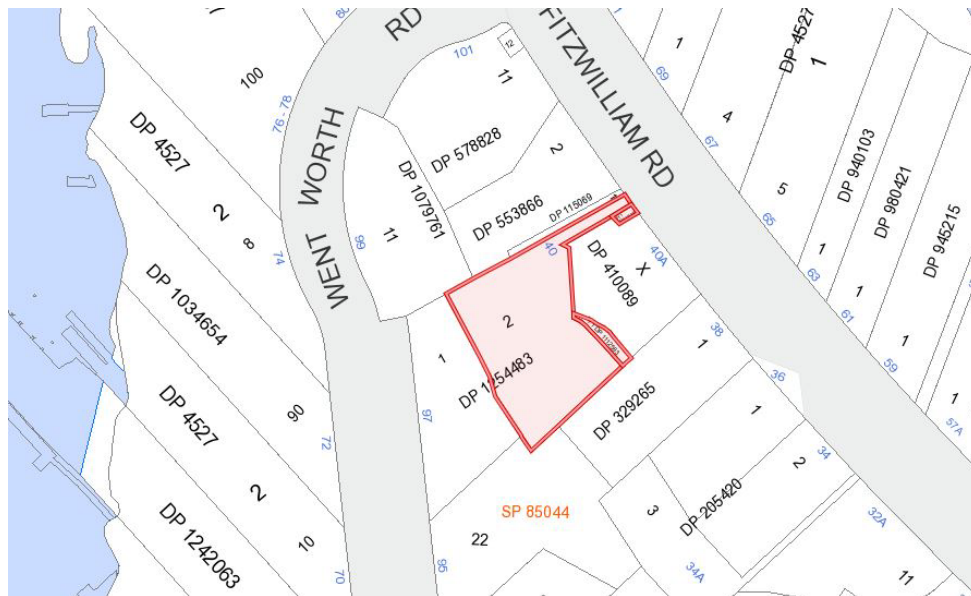 80
RD
FITZWILLIAM RD
101
12
11
1
69
DP 4527
1
100
76 - 78
DP 4527
WENT WORTH
DP 578828
2
4
67
DP 940103
DP 980421
DP 945215
2
8
74
DP 1079761
11
99
DP 553866
DP 115069
40
DP 410089
X
40A
5
65
1
63
1
61
1
59
1
57A
DP 1034654
1
2
DP 1254483
97
38
1
DP 329265
36
1
90
72
DP 4527
2
10
70
DP 1242063
SP 85044
22
95
3
DP 205420
2
34
34A
32A
11